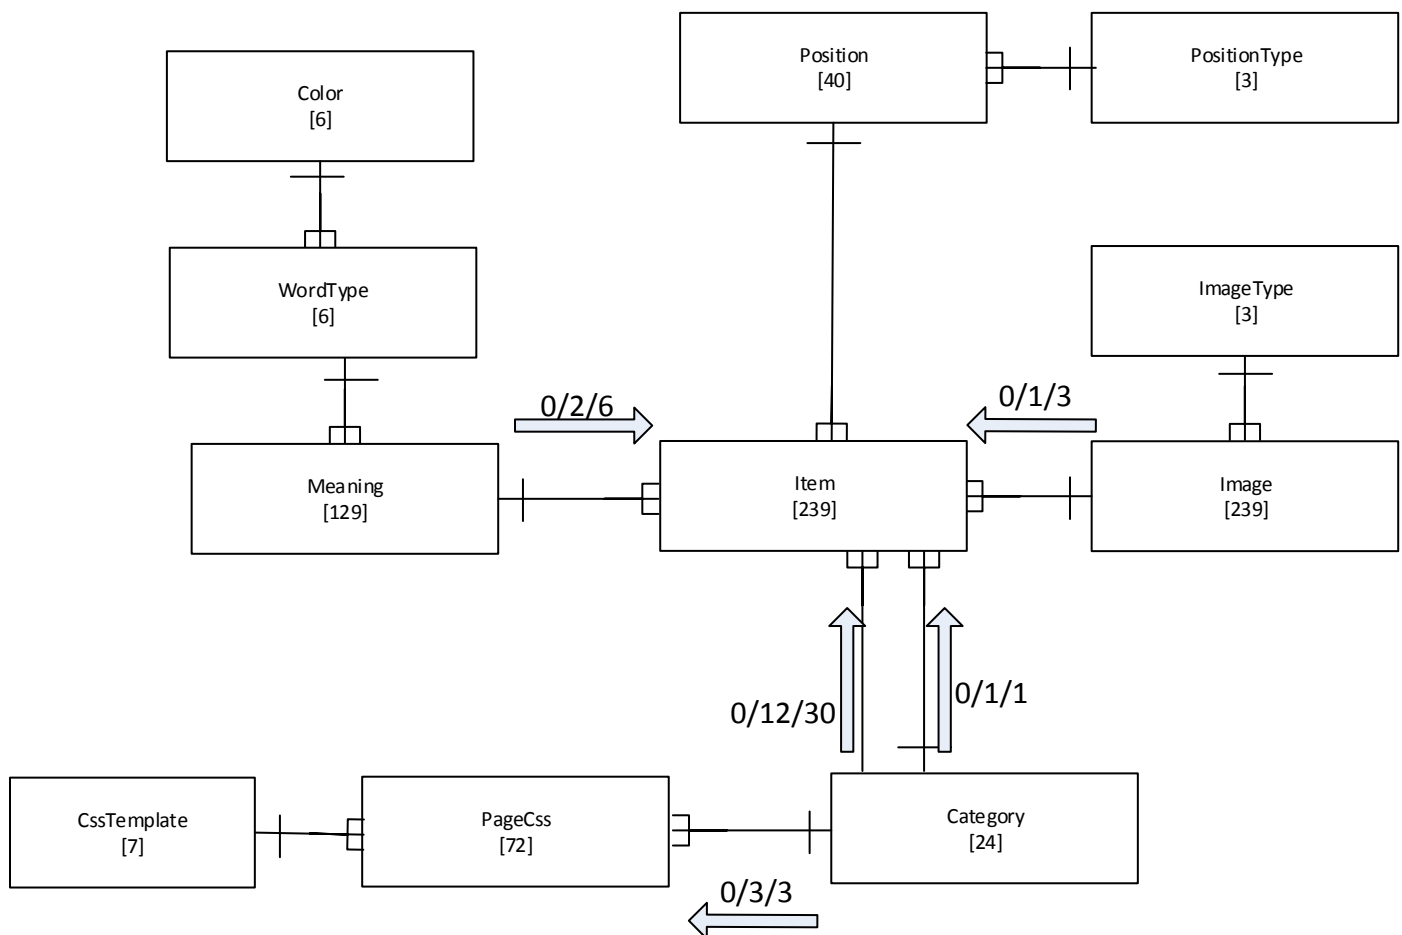 Position
[40]
PositionType
[3]
Color
[6]
WordType
[6]
ImageType
[3]
0/2/6
0/1/3
Meaning
[129]
Item
[239]
Image
[239]
0/12/30
0/1/1
CssTemplate
[7]
PageCss
[72]
Category
[24]
0/3/3